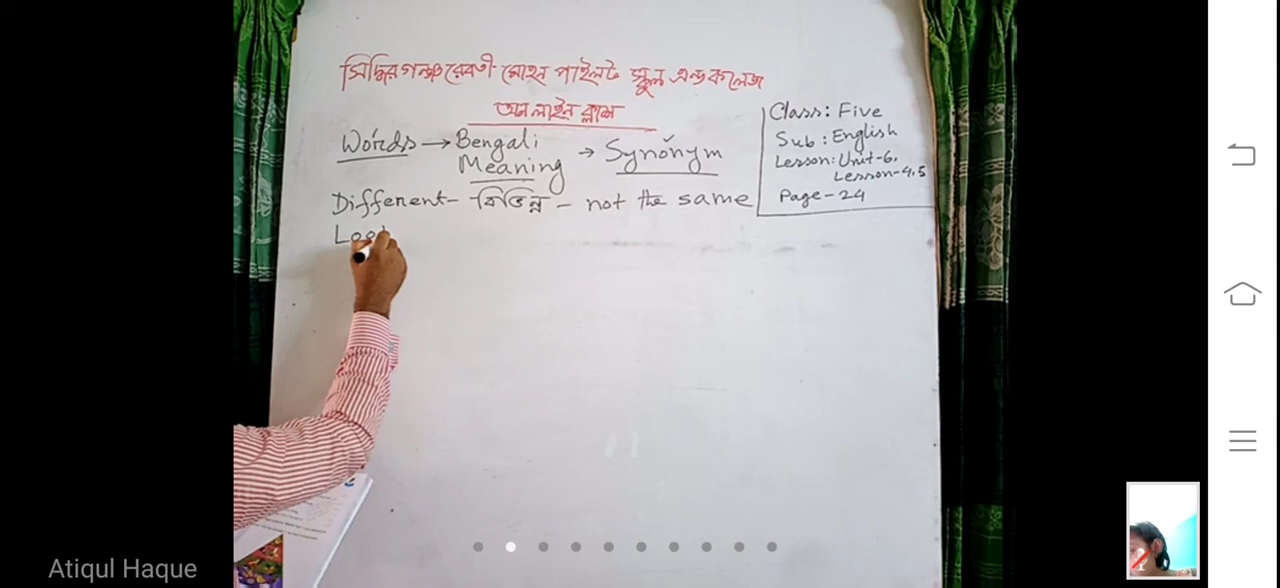 সিদ্ধিরগঞ্জ রেবতী মোহন পাইলট স্কুল এন্ড কলেজ
অনলাইন ক্লাস
Class: Five
Sub: English
Lesson: Unit-6,
Lesson-4,5
Page-24
Words → Bengali Meaning → Synonym
Different - বিভিন্ন - not the same
Atiqul Haque